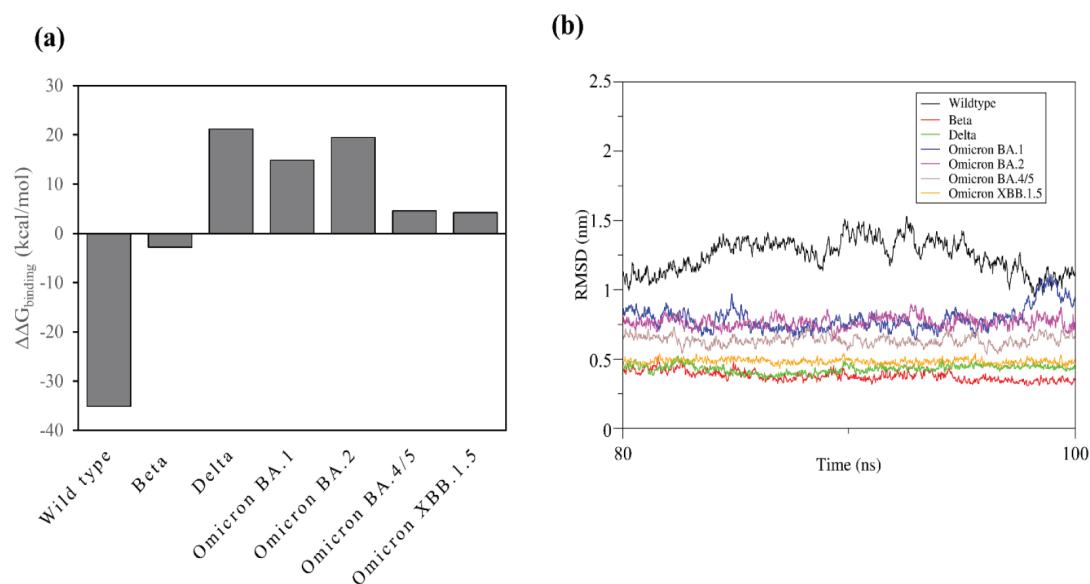 (a)
30
20
10
0
-10
-20
-30
-40
ΔΔGbinding (kcal/mol)
Wild type
Beta
Delta
Omicron BA.1
Omicron BA.2
Omicron BA.4/5
Omicron XBB.1.5
(b)
2.5
2
1.5
1
0.5
0
RMSD (nm)
80
100
Time (ns)
Wildtype
Beta
Delta
Omicron BA.1
Omicron BA.2
Omicron BA.4/5
Omicron XBB.1.5